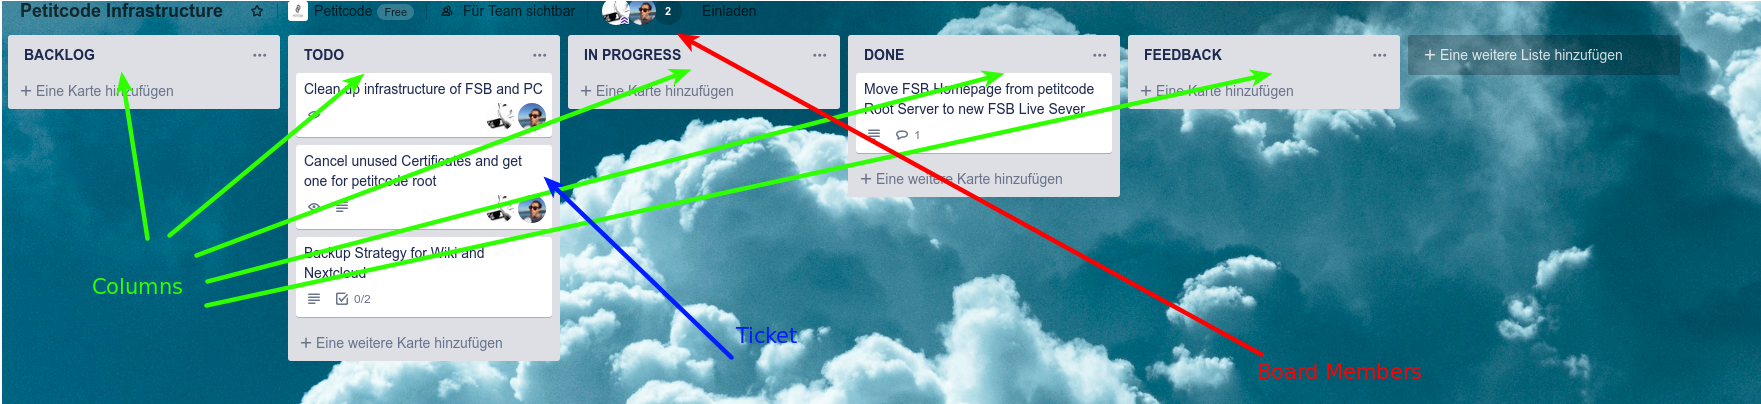 Petitcode Infrastructure Petitcode Free Für Team sichtbar 2 Einladen
BACKLOG
+ Eine Karte hinzufügen
TODO
Clean up infrastructure of FSB and PC
Cancel unused Certificates and get
one for petitcode root
Backup Strategy for Wiki and
Nextcloud
0/2
+ Eine weitere Karte hinzufügen
IN PROGRESS
+ Eine Karte hinzufügen
DONE
Move FSB Homepage from petitcode
Root Server to new FSB Live Sever
1
+ Eine weitere Karte hinzufügen
FEEDBACK
+ Eine Karte hinzufügen
+ Eine weitere Liste hinzufügen
Columns
Ticket
Board Members